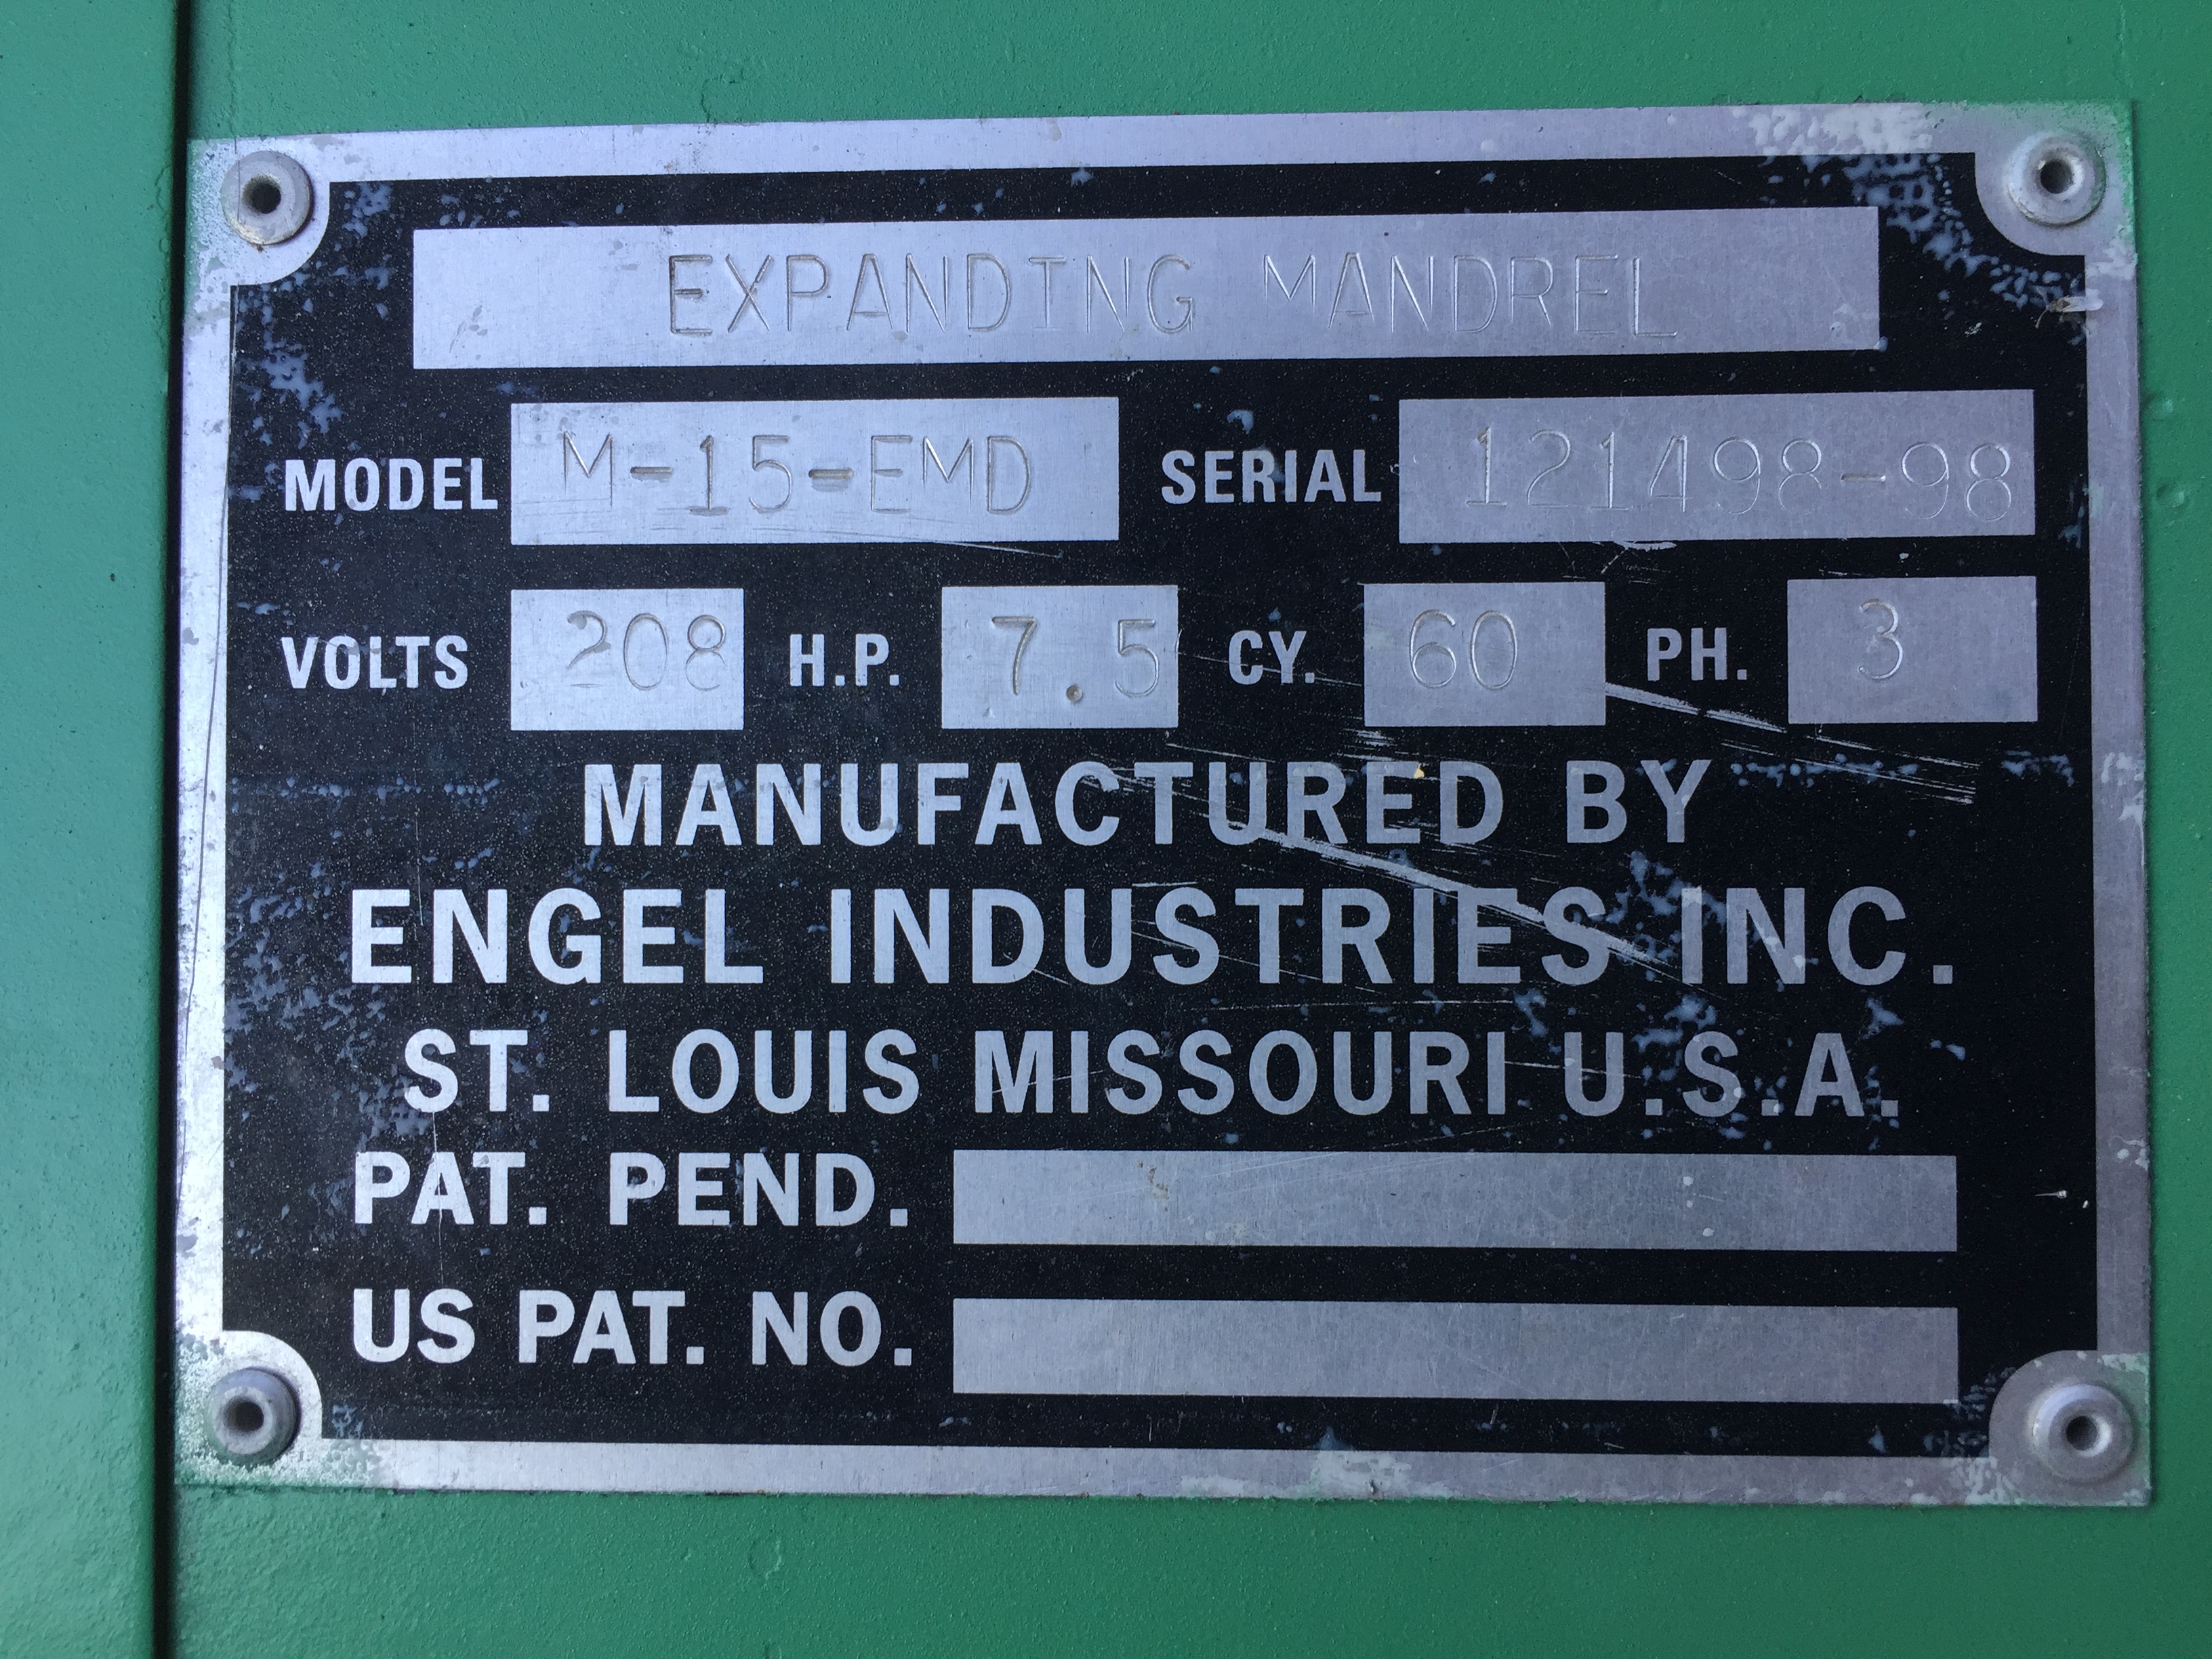 EXPANDING MANDREL
MODEL M-15-EMD SERIAL 121498-98
VOLTS 208 H.P. 7.5 CY. 60 PH. 3
MANUFACTURED BY
ENGEL INDUSTRIES INC.
ST. LOUIS MISSOURI U.S.A.
PAT. PEND.
US PAT. NO.